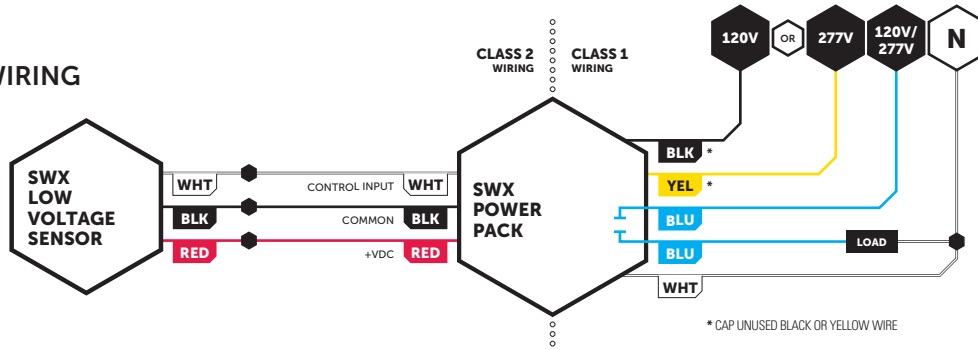 120V
OR
277V
120V/
277V
N
CLASS 2
WIRING
CLASS 1
WIRING
WIRING
SWX
LOW
VOLTAGE
SENSOR
WHT
CONTROL INPUT
WHT
BLK
COMMON
BLK
RED
+VDC
RED
SWX
POWER
PACK
BLK *
YEL *
BLU
BLU
LOAD
WHT
* CAP UNUSED BLACK OR YELLOW WIRE